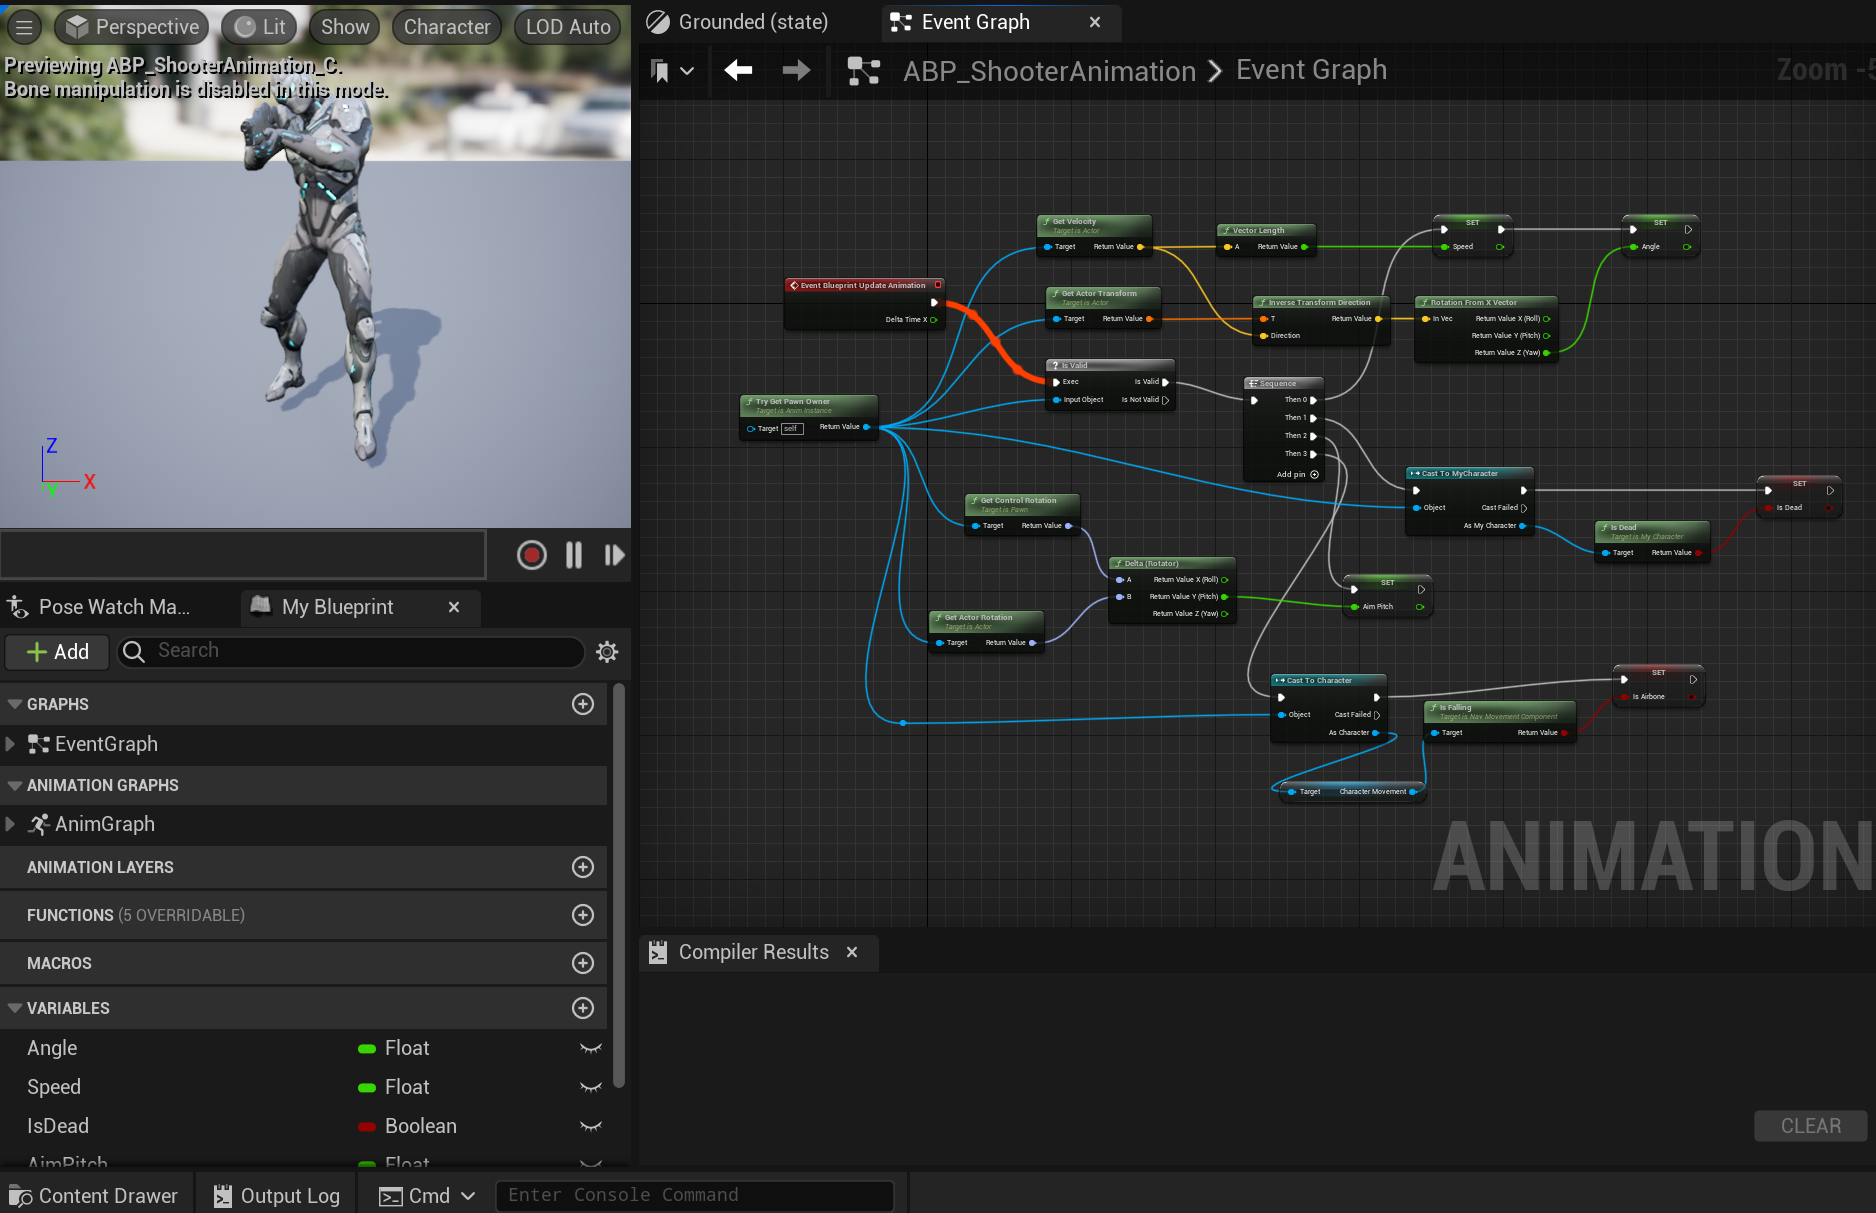 Perspective
Lit
Show
Character
LOD Auto
Previewing ABP_ShooterAnimation_C.
Bone manipulation is disabled in this mode.
Z
X
Y
Pose Watch Ma...
My Blueprint
Add
Search
GRAPHS
EventGraph
ANIMATION GRAPHS
AnimGraph
ANIMATION LAYERS
FUNCTIONS (5 OVERRIDABLE)
MACROS
VARIABLES
Angle Float
Speed Float
IsDead Boolean
AimPitch Float
Grounded (state)
Event Graph
ABP_ShooterAnimation > Event Graph
Zoom -5
Event Blueprint Update Animation
Delta Time X
Try Get Pawn Owner
Target is Anim Instance
Target self Return Value
Get Velocity
Target is Actor
Target Return Value
Vector Length
A Return Value
SET
Speed
SET
Angle
Get Actor Transform
Target is Actor
Target Return Value
Inverse Transform Direction
T Return Value
Direction
Rotation From X Vector
In Vec Return Value X (Roll)
Return Value Y (Pitch)
Return Value Z (Yaw)
? Is Valid
Exec Is Valid
Input Object Is Not Valid
Sequence
Then 0
Then 1
Then 2
Then 3
Add pin
Cast To MyCharacter
Object Cast Failed
As My Character
Is Dead
Target is My Character
Target Return Value
SET
Is Dead
Get Control Rotation
Target is Pawn
Target Return Value
Delta (Rotator)
A Return Value X (Roll)
B Return Value Y (Pitch)
Return Value Z (Yaw)
SET
Aim Pitch
Get Actor Rotation
Target is Actor
Target Return Value
Cast To Character
Object Cast Failed
As Character
Target Character Movement
Is Falling
Target is Nav Movement Component
Target Return Value
SET
Is Airbone
ANIMATION
Compiler Results
CLEAR
Content Drawer
Output Log
Cmd
Enter Console Command